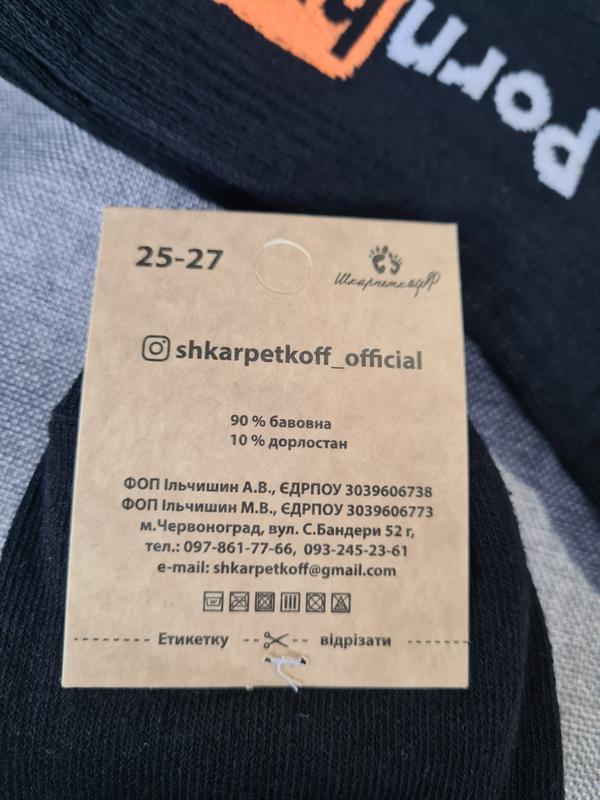 Porn
25-27
ШкарпеткофФ
shkarpetkoff_official
90 % бавовна
10 % дорлостан
ФОП Ільчишин А.В., ЄДРПОУ 3039606738
ФОП Ільчишин М.В., ЄДРПОУ 3039606773
м.Червоноград, вул. С.Бандери 52 г,
тел.: 097-861-77-66, 093-245-23-61
e-mail: shkarpetkoff@gmail.com
Етикетку відрізати